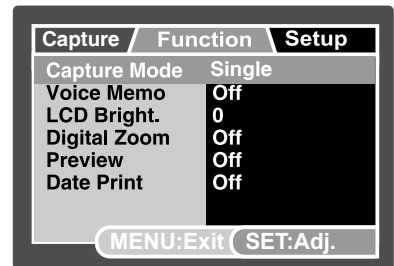 Capture Function Setup
Capture Mode Single
Voice Memo Off
LCD Bright. 0
Digital Zoom Off
Preview Off
Date Print Off
MENU:Exit SET:Adj.